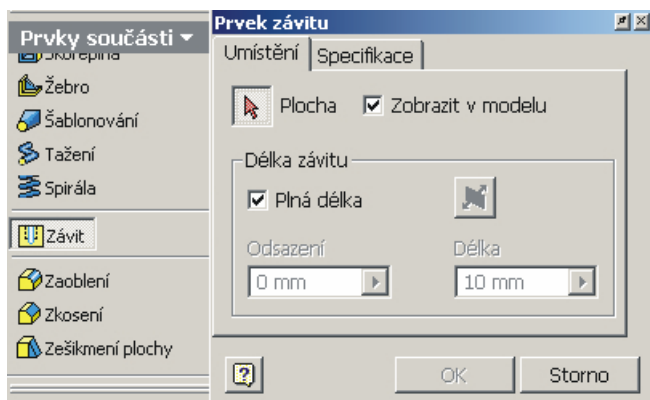 Prvky součásti
Skořepina
Žebro
Šablonování
Tažení
Spirála
Závit
Zaoblení
Zkosení
Zešikmení plochy
Prvek závitu
Umístění Specifikace
Plocha Zobrazit v modelu
Délka závitu
Plná délka
Odsazení Délka
0 mm 10 mm
OK Storno